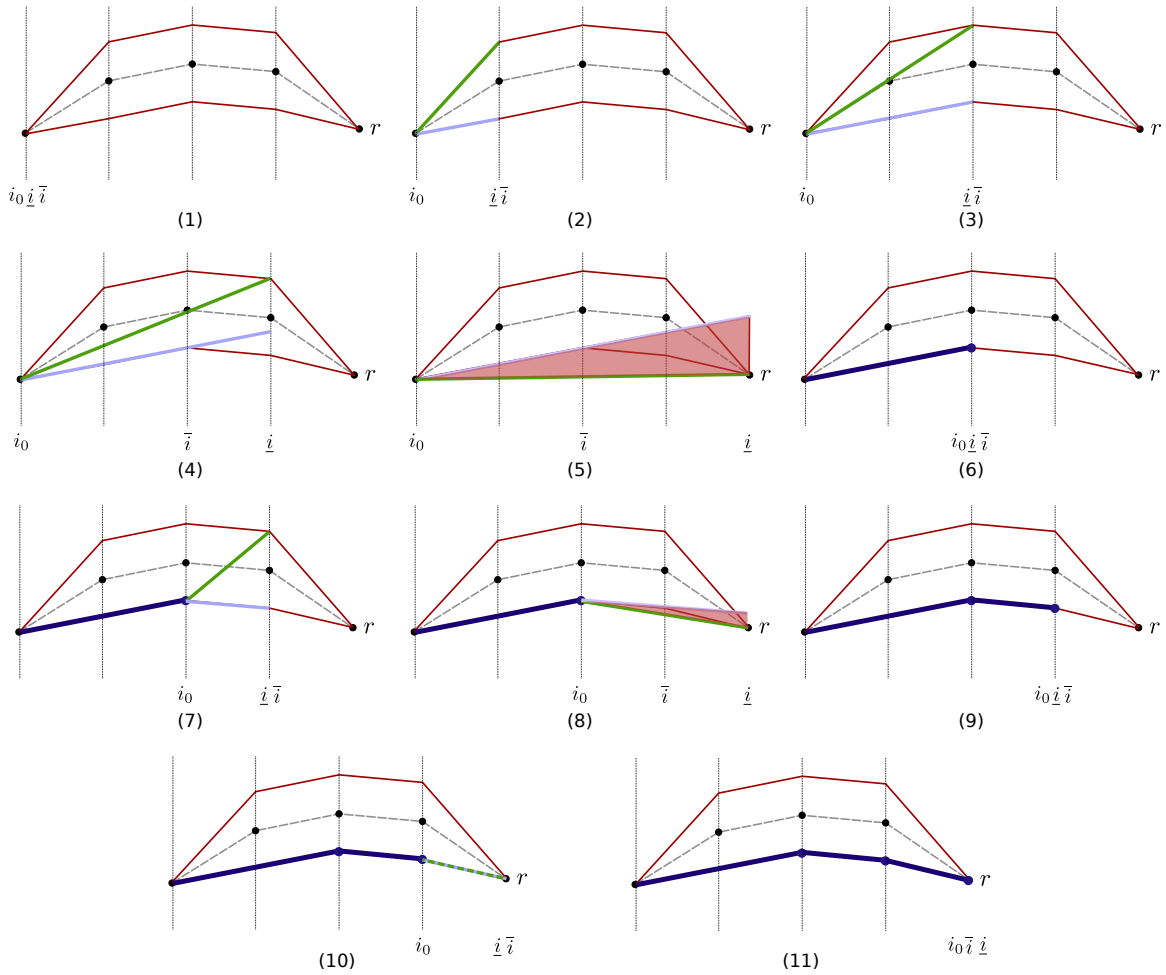 r r r
i₀ i̲ i̅ i₀ i̲ i̅ i₀ i̲ i̅
(1) (2) (3)
r r r
i₀ i̅ i̲ i₀ i̅ i̲ i₀ i̲ i̅
(4) (5) (6)
r r r
i₀ i̲ i̅ i₀ i̅ i̲ i₀ i̲ i̅
(7) (8) (9)
r r
i₀ i̲ i̅ i₀ i̅ i̲
(10) (11)